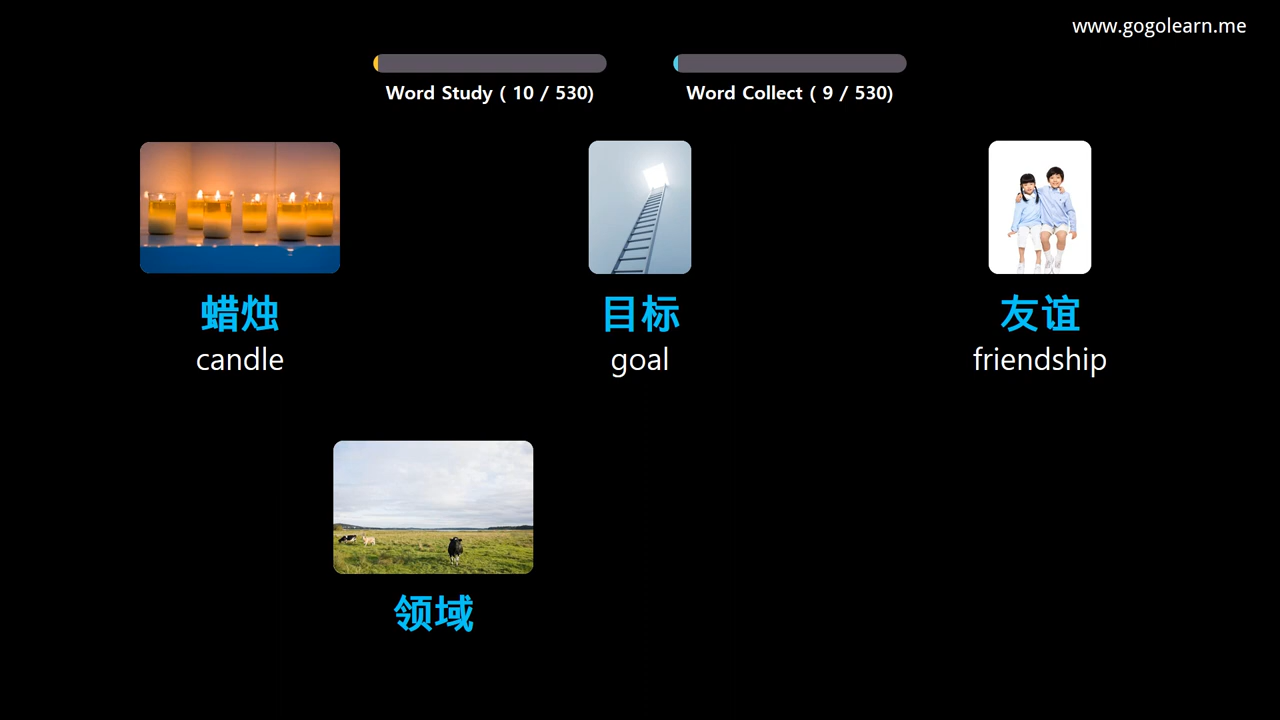 www.gogolearn.me
Word Study ( 10 / 530)
Word Collect ( 9 / 530)
蜡烛
candle
目标
goal
友谊
friendship
领域